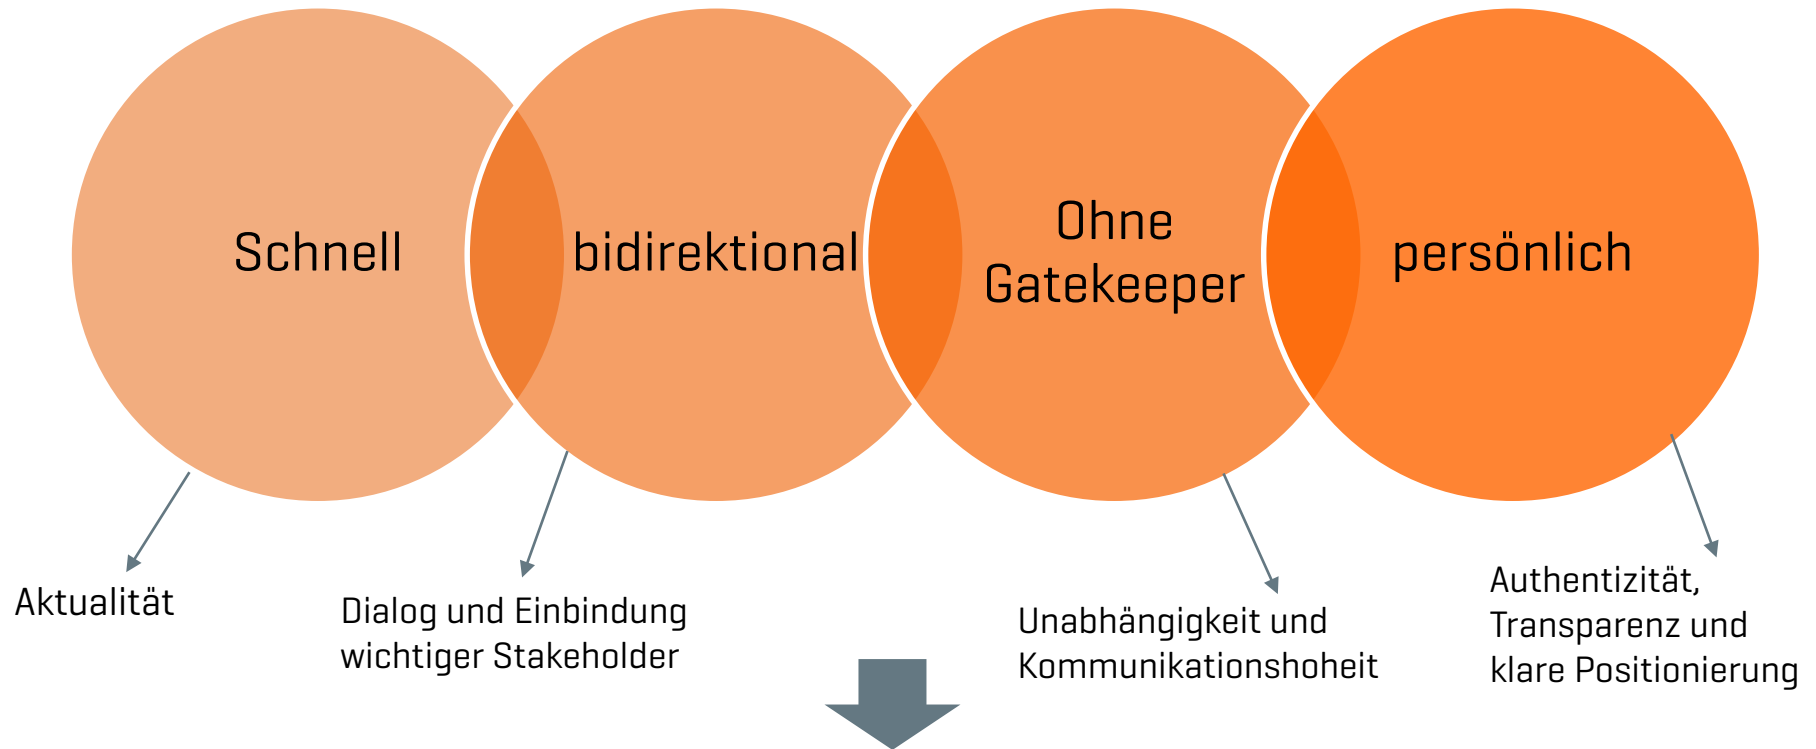 Schnell
bidirektional
Ohne
Gatekeeper
persönlich
Aktualität
Dialog und Einbindung
wichtiger Stakeholder
Unabhängigkeit und
Kommunikationshoheit
Authentizität,
Transparenz und
klare Positionierung